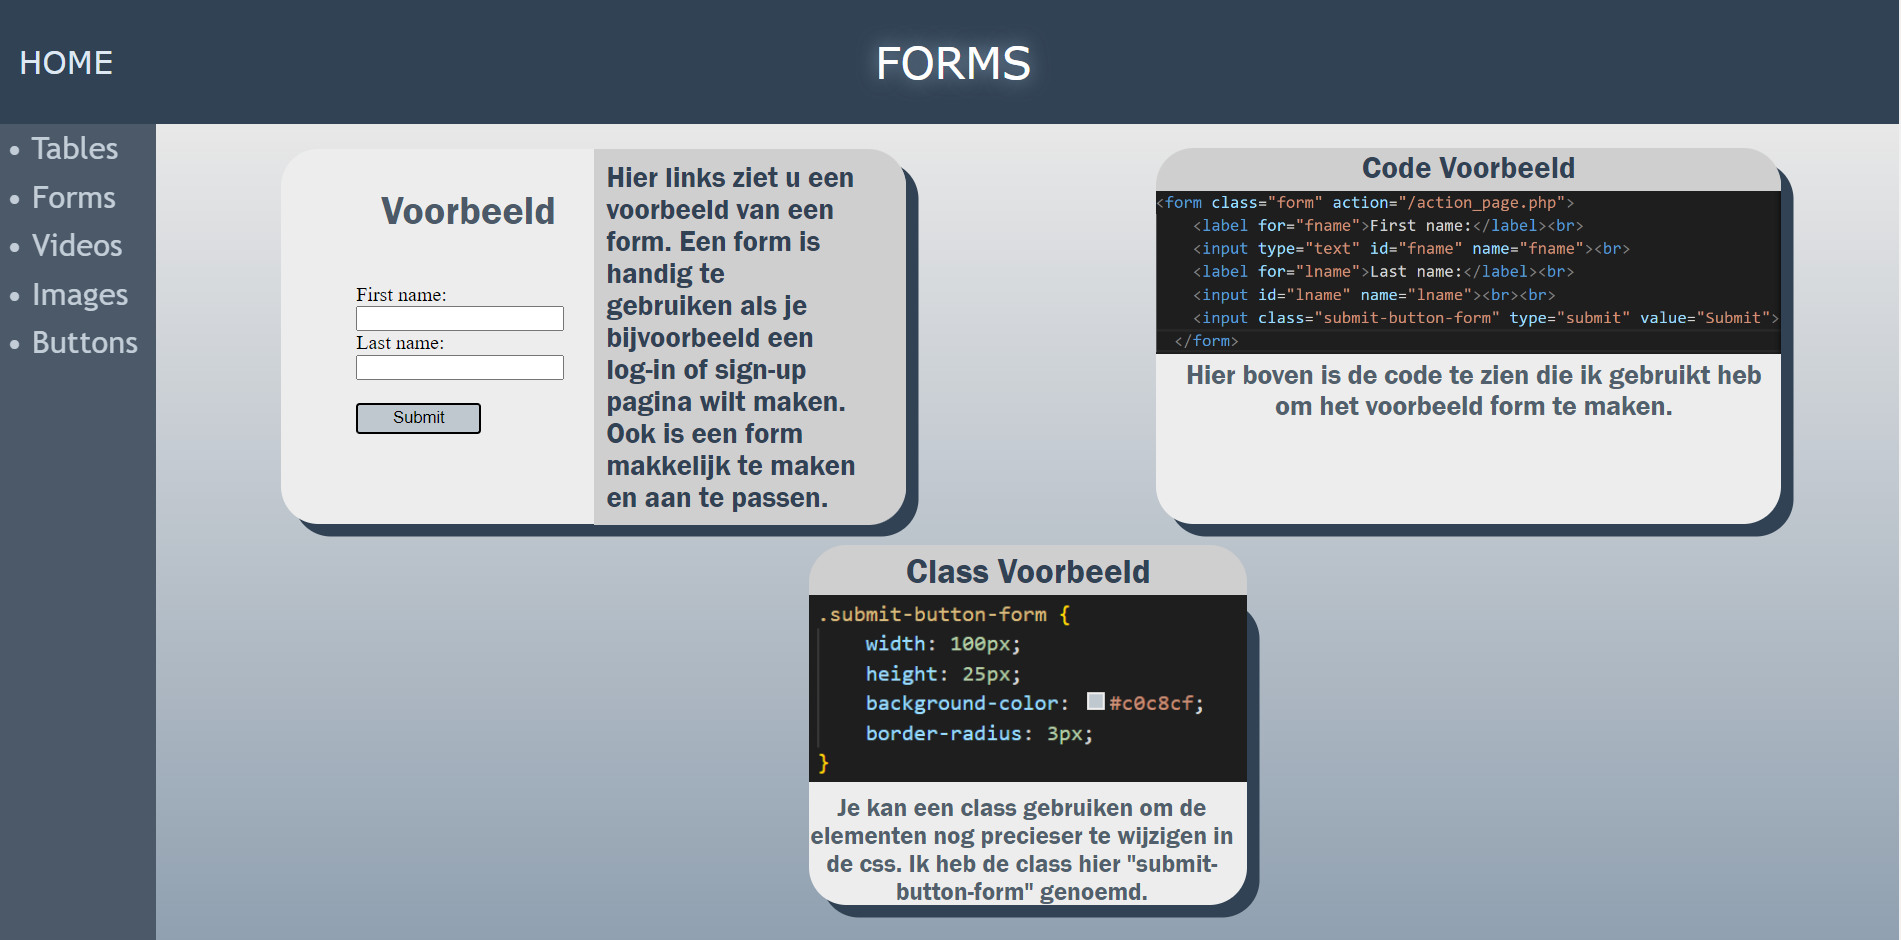 HOME
FORMS
• Tables
• Forms
• Videos
• Images
• Buttons
Voorbeeld
First name:
Last name:
Submit
Hier links ziet u een
voorbeeld van een
form. Een form is
handig te
gebruiken als je
bijvoorbeeld een
log-in of sign-up
pagina wilt maken.
Ook is een form
makkelijk te maken
en aan te passen.
Code Voorbeeld
<form class="form" action="/action_page.php">
<label for="fname">First name:</label><br>
<input type="text" id="fname" name="fname"><br>
<label for="lname">Last name:</label><br>
<input id="lname" name="lname"><br><br>
<input class="submit-button-form" type="submit" value="Submit">
</form>
Hier boven is de code te zien die ik gebruikt heb
om het voorbeeld form te maken.
Class Voorbeeld
.submit-button-form {
width: 100px;
height: 25px;
background-color: #c0c8cf;
border-radius: 3px;
}
Je kan een class gebruiken om de
elementen nog precieser te wijzigen in
de css. Ik heb de class hier "submit-
button-form" genoemd.